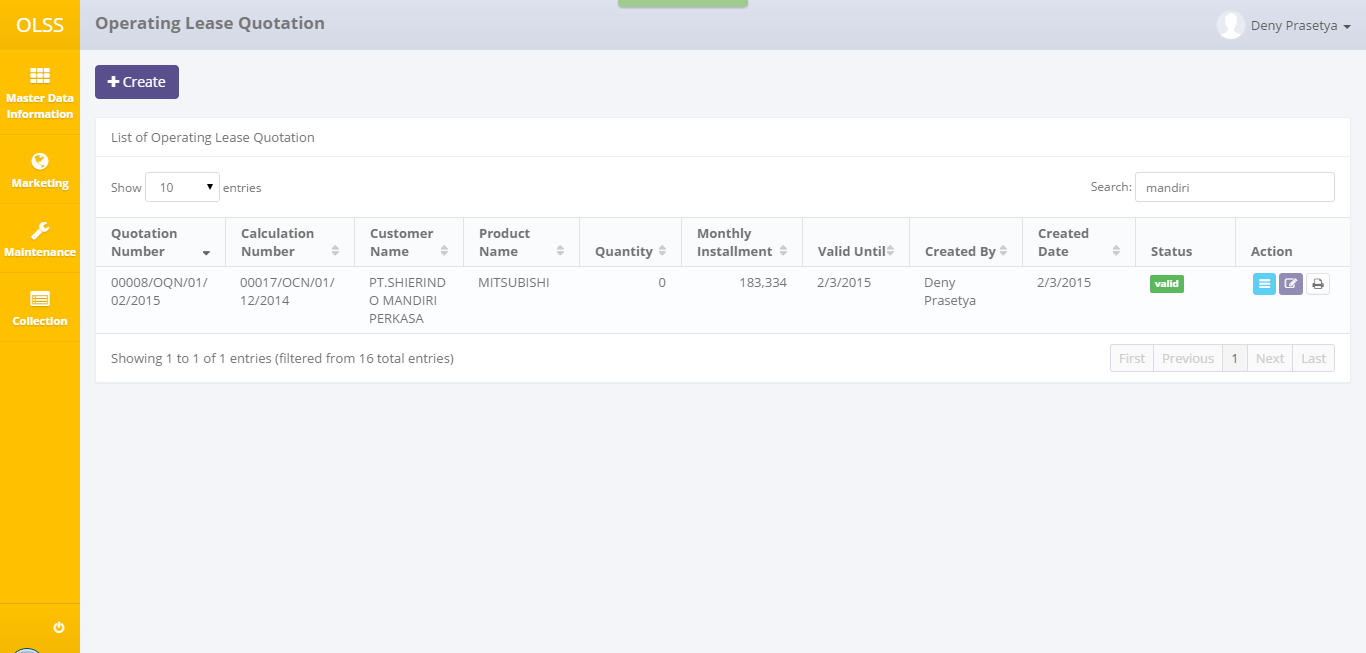 OLSS
Operating Lease Quotation
Deny Prasetya
Master Data
Information
Marketing
Maintenance
Collection
Create
List of Operating Lease Quotation
Show 10 entries
Search: mandiri
Quotation
Number
Calculation
Number
Customer
Name
Product
Name
Quantity
Monthly
Installment
Valid Until
Created By
Created
Date
Status
Action
00008/OQN/01/
02/2015
00017/OCN/01/
12/2014
PT.SHIERIND
O MANDIRI
PERKASA
MITSUBISHI
0
183,334
2/3/2015
Deny
Prasetya
2/3/2015
valid
Showing 1 to 1 of 1 entries (filtered from 16 total entries)
First Previous 1 Next Last